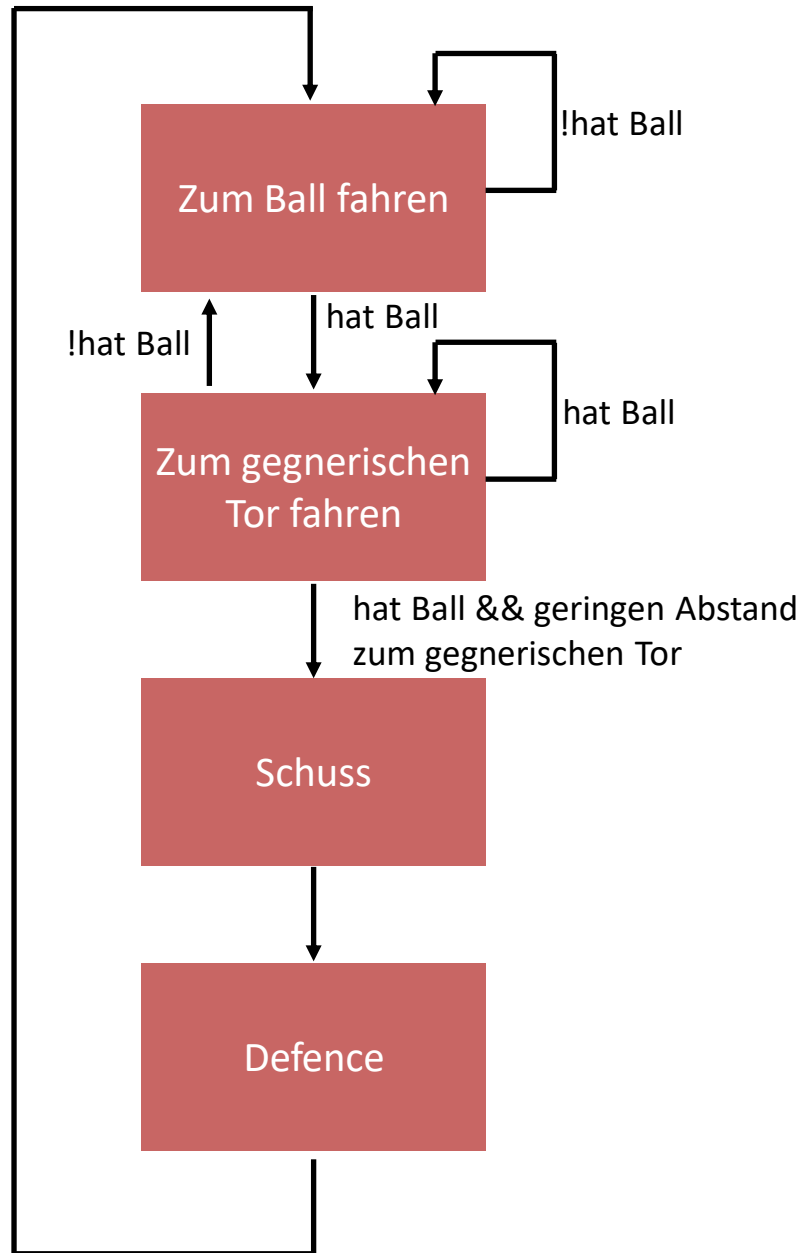 !hat Ball
Zum Ball fahren
hat Ball
!hat Ball
hat Ball
Zum gegnerischen
Tor fahren
hat Ball && geringen Abstand
zum gegnerischen Tor
Schuss
Defence